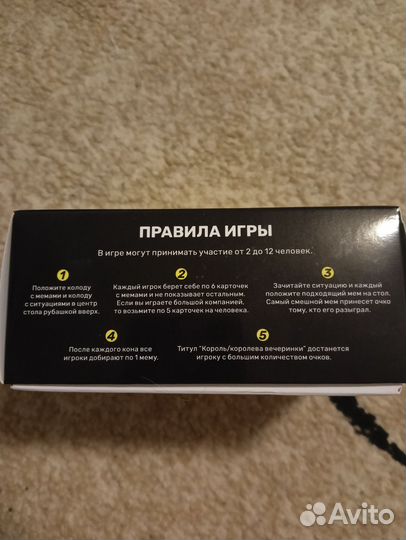 ПРАВИЛА ИГРЫ
В игре могут принимать участие от 2 до 12 человек.
1
Положите колоду
с мемами и колоду
с ситуациями в центр
стола рубашкой вверх.
2
Каждый игрок берет себе по 6 карточек
с мемами и не показывает остальным.
Если вы играете большой компанией,
то возьмите по 5 карточек на человека.
3
Зачитайте ситуацию и каждый
положите подходящий мем на стол.
Самый смешной мем принесет очко
тому, кто его разыграл.
4
После каждого кона все
игроки добирают по 1 мему.
5
Титул "Король/королева вечеринки" достанется
игроку с большим количеством очков.
Avito